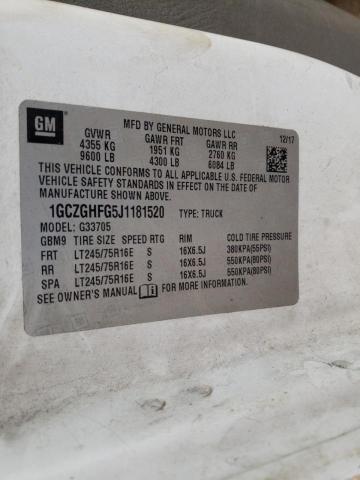 GM
MFD BY GENERAL MOTORS LLC
GVWR GAWR FRT GAWR RR 12/17
4355 KG 1951 KG 2760 KG
9600 LB 4300 LB 6084 LB
THIS VEHICLE CONFORMS TO ALL APPLICABLE U.S. FEDERAL MOTOR
VEHICLE SAFETY STANDARDS IN EFFECT ON THE DATE OF
MANUFACTURE SHOWN ABOVE.
1GCZGHFG5J1181520 TYPE: TRUCK
MODEL: G33705
GBM9 TIRE SIZE SPEED RTG RIM COLD TIRE PRESSURE
FRT LT245/75R16E S 16X6.5J 380KPA(55PSI)
RR LT245/75R16E S 16X6.5J 550KPA(80PSI)
SPA LT245/75R16E S 16X6.5J 550KPA(80PSI)
SEE OWNER'S MANUAL FOR MORE INFORMATION.